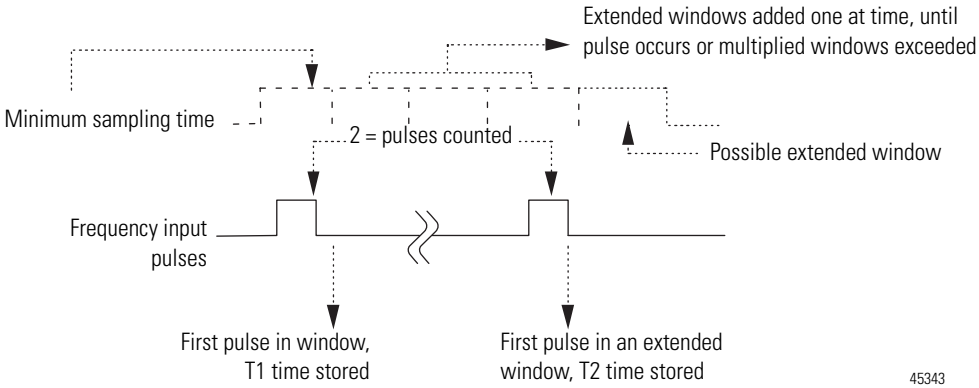 Extended windows added one at time, until
pulse occurs or multiplied windows exceeded
Minimum sampling time
2 = pulses counted
Possible extended window
Frequency input
pulses
First pulse in window,
T1 time stored
First pulse in an extended
window, T2 time stored
45343